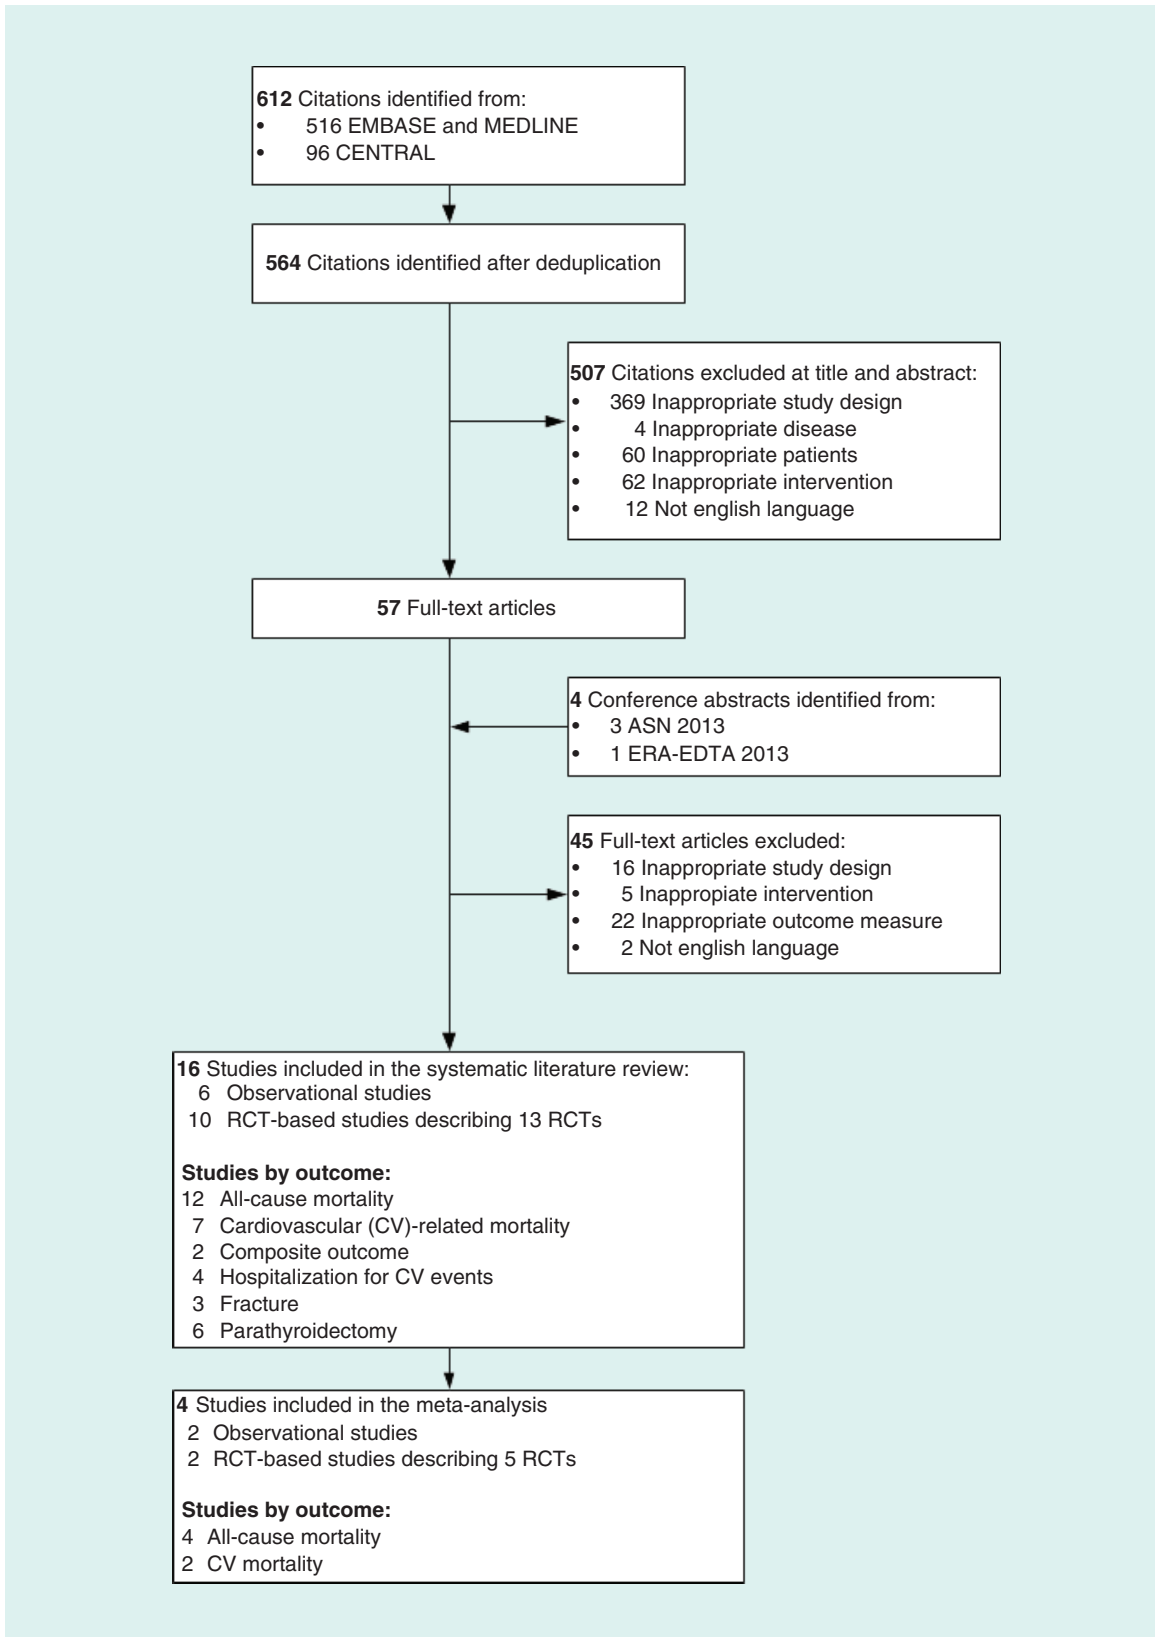 612 Citations identified from:
• 516 EMBASE and MEDLINE
• 96 CENTRAL
564 Citations identified after deduplication
507 Citations excluded at title and abstract:
• 369 Inappropriate study design
• 4 Inappropriate disease
• 60 Inappropriate patients
• 62 Inappropriate intervention
• 12 Not english language
57 Full-text articles
4 Conference abstracts identified from:
• 3 ASN 2013
• 1 ERA-EDTA 2013
45 Full-text articles excluded:
• 16 Inappropriate study design
• 5 Inappropiate intervention
• 22 Inappropriate outcome measure
• 2 Not english language
16 Studies included in the systematic literature review:
6 Observational studies
10 RCT-based studies describing 13 RCTs
Studies by outcome:
12 All-cause mortality
7 Cardiovascular (CV)-related mortality
2 Composite outcome
4 Hospitalization for CV events
3 Fracture
6 Parathyroidectomy
4 Studies included in the meta-analysis
2 Observational studies
2 RCT-based studies describing 5 RCTs
Studies by outcome:
4 All-cause mortality
2 CV mortality